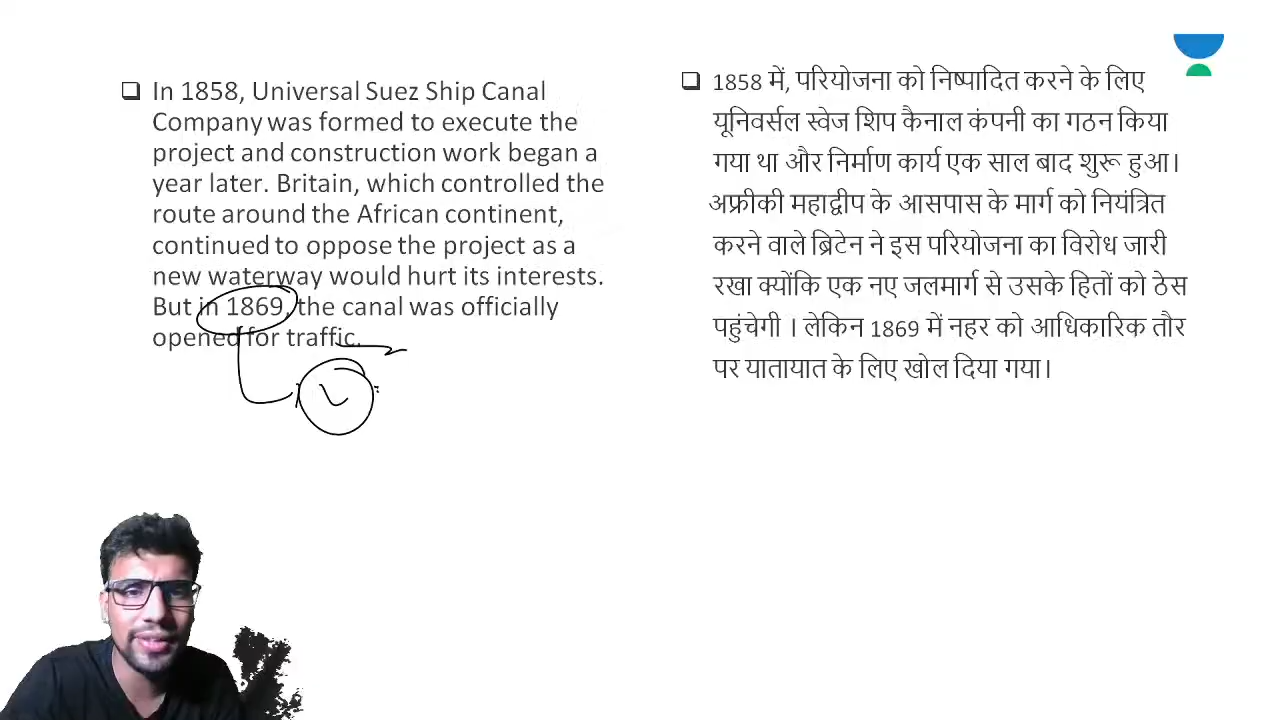 In 1858, Universal Suez Ship Canal
Company was formed to execute the
project and construction work began a
year later. Britain, which controlled the
route around the African continent,
continued to oppose the project as a
new waterway would hurt its interests.
But in 1869, the canal was officially
opened for traffic.
1858 में, परियोजना को निष्पादित करने के लिए
यूनिवर्सल स्वेज शिप कैनाल कंपनी का गठन किया
गया था और निर्माण कार्य एक साल बाद शुरू हुआ।
अफ्रीकी महाद्वीप के आसपास के मार्ग को नियंत्रित
करने वाले ब्रिटेन ने इस परियोजना का विरोध जारी
रखा क्योंकि एक नए जलमार्ग से उसके हितों को ठेस
पहुंचेगी । लेकिन 1869 में नहर को आधिकारिक तौर
पर यातायात के लिए खोल दिया गया।